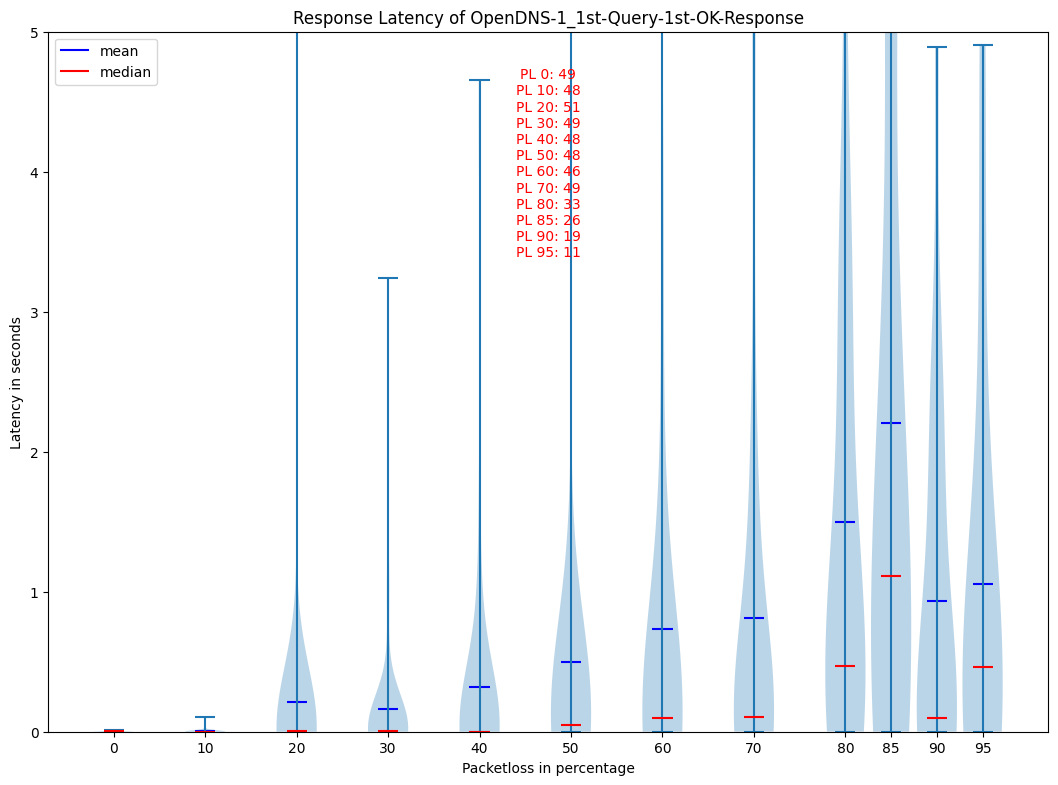 Response Latency of OpenDNS-1_1st-Query-1st-OK-Response
mean
median
PL 0: 49
PL 10: 48
PL 20: 51
PL 30: 49
PL 40: 48
PL 50: 48
PL 60: 46
PL 70: 49
PL 80: 33
PL 85: 26
PL 90: 19
PL 95: 11
5
4
3
2
1
0
Latency in seconds
0 10 20 30 40 50 60 70 80 85 90 95
Packetloss in percentage